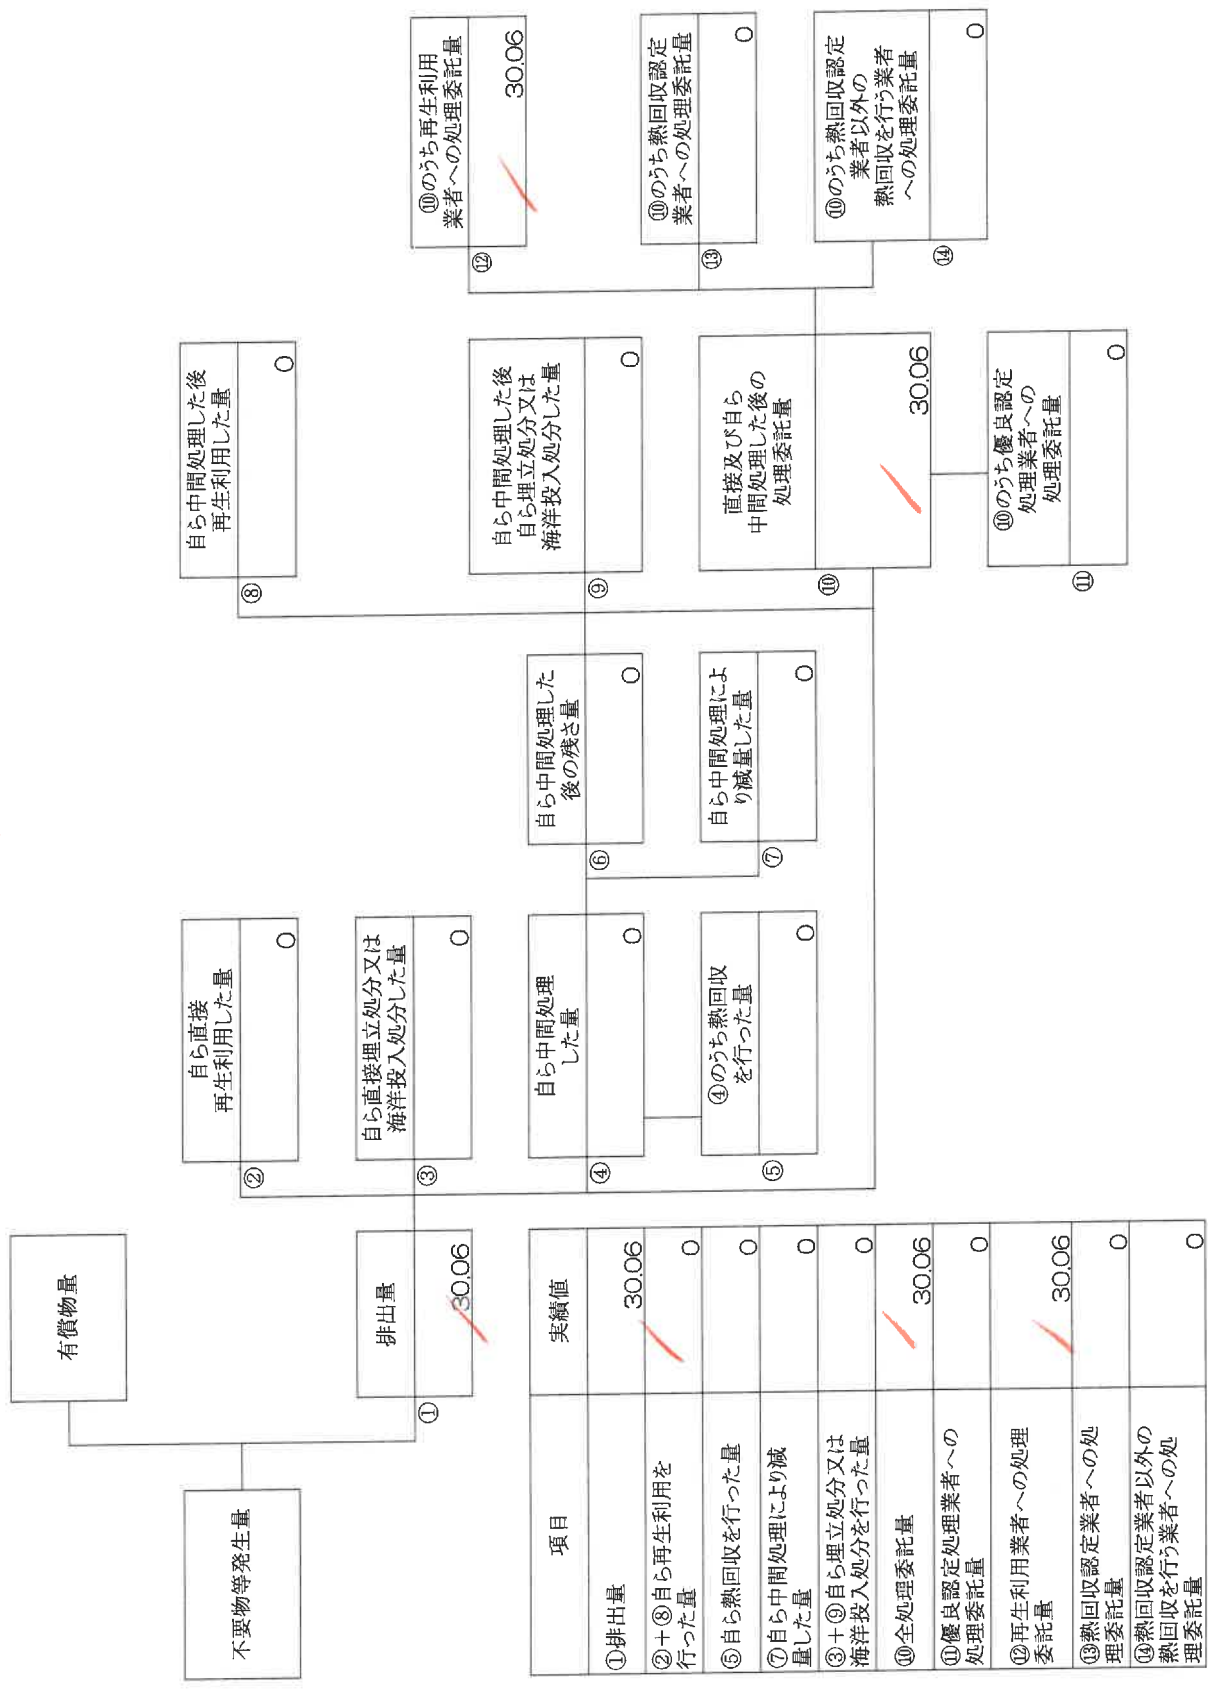 不要物等発生量
有償物量
①
排出量
30.06
②
自ら直接
再生利用した量
0
③
自ら直接埋立処分又は
海洋投入処分した量
0
④
自ら中間処理
した量
0
⑤
④のうち熱回収
を行った量
0
⑥
自ら中間処理した
後の残さ量
0
⑦
自ら中間処理によ
り減量した量
0
⑧
自ら中間処理した後
再生利用した量
0
⑨
自ら中間処理した後
自ら埋立処分又は
海洋投入処分した量
0
⑩
直接及び自ら
中間処理した後の
処理委託量
30.06
⑪
⑩のうち優良認定
処理業者への
処理委託量
0
⑫
⑩のうち再生利用
業者への処理委託量
30.06
⑬
⑩のうち熱回収認定
業者への処理委託量
0
⑭
⑩のうち熱回収認定
業者以外の
熱回収を行う業者
への処理委託量
0
項目 実績値
①排出量 30.06
②+⑧自ら再生利用を
行った量 0
⑤自ら熱回収を行った量 0
⑦自ら中間処理により減
量した量 0
③+⑨自ら埋立処分又は
海洋投入処分を行った量 0
⑩全処理委託量 30.06
⑪優良認定処理業者への
処理委託量 0
⑫再生利用業者への処理
委託量 30.06
⑬熱回収認定業者への処
理委託量 0
⑭熱回収認定業者以外の
熱回収を行う業者への処
理委託量 0